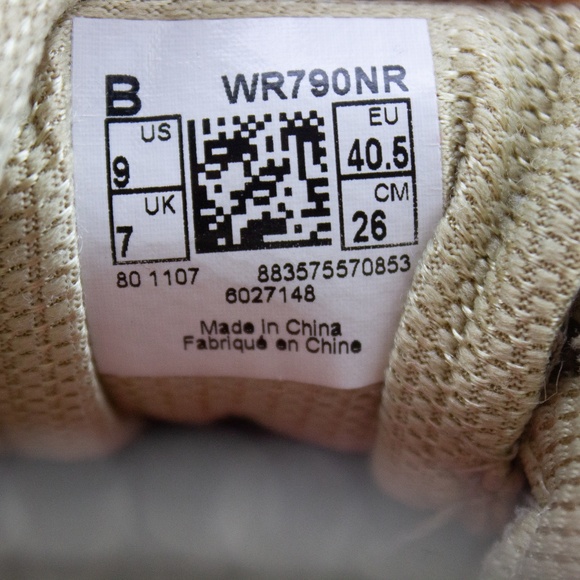 B WR790NR
US EU
9 40.5
UK CM
7 26
80 1107 883575570853
6027148
Made in China
Fabriqué en Chine